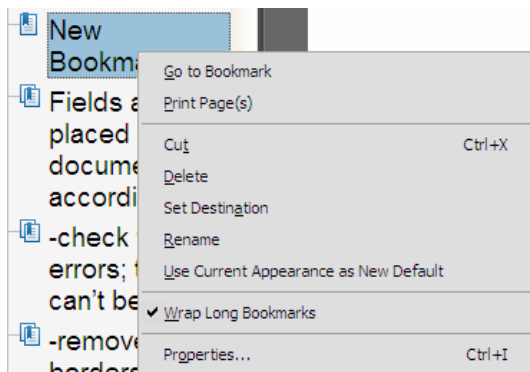 New
Bookma
Fields a
placed
docume
accordi
-check
errors; t
can't be
-remove
borders
Go to Bookmark
Print Page(s)
Cut Ctrl+X
Delete
Set Destination
Rename
Use Current Appearance as New Default
Wrap Long Bookmarks
Properties... Ctrl+I